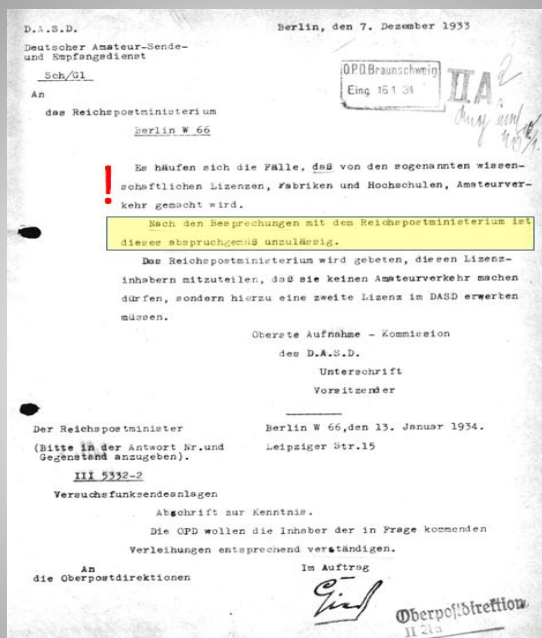 D.A.S.D.
Berlin, den 7. Dezember 1933
Deutscher Amateur-Sende-
und Empfangsdienst
Sch/Gl
An
das Reichspostministerium
Berlin W 66
O.P.D. Braunschweig
Eing. 16 1. 34
II A
2
!
Es häufen sich die Fälle, daß von den sogenannten wissen-
schaftlichen Lizenzen, Fabriken und Hochschulen, Amateurver-
kehr gemacht wird.
Nach den Besprechungen mit dem Reichspostministerium ist
dieses abspruchgemäß unzulässig.
Das Reichspostministerium wird gebeten, diesen Lizenz-
inhabern mitzuteilen, daß sie keinen Amateurverkehr machen
dürfen, sondern hierzu eine zweite Lizenz im DASD erwerben
müssen.
Oberste Aufnahme - Kommission
des D.A.S.D.
Unterschrift
Vorsitzender
Der Reichspostminister
Berlin W 66,den 13. Januar 1934.
(Bitte in der Antwort Nr.und
Leipziger Str.15
Gegenstand anzugeben).
III 5332-2
Versuchsfunksendeanlagen
Abschrift zur Kenntnis.
Die OPD wollen die Inhaber der in Frage kommenden
Verleihungen entsprechend verständigen.
An
Im Auftrag
die Oberpostdirektionen
Oberpostdirektion